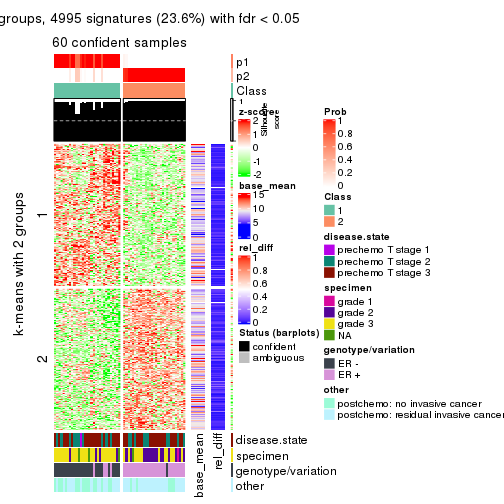 groups, 4995 signatures (23.6%) with fdr < 0.05
60 confident samples
p1
p2
Class
1
Silhouette
score
k-means with 2 groups
1
2
base_mean
rel_diff
disease.state
specimen
genotype/variation
other
z-score
2
1
0
-1
-2
base_mean
15
10
5
0
rel_diff
1
0.8
0.6
0.4
0.2
0
Status (barplots)
confident
ambiguous
Prob
1
0.8
0.6
0.4
0.2
0
Class
1
2
disease.state
prechemo T stage 1
prechemo T stage 2
prechemo T stage 3
specimen
grade 1
grade 2
grade 3
NA
genotype/variation
ER -
ER +
other
postchemo: no invasive cancer
postchemo: residual invasive cancer